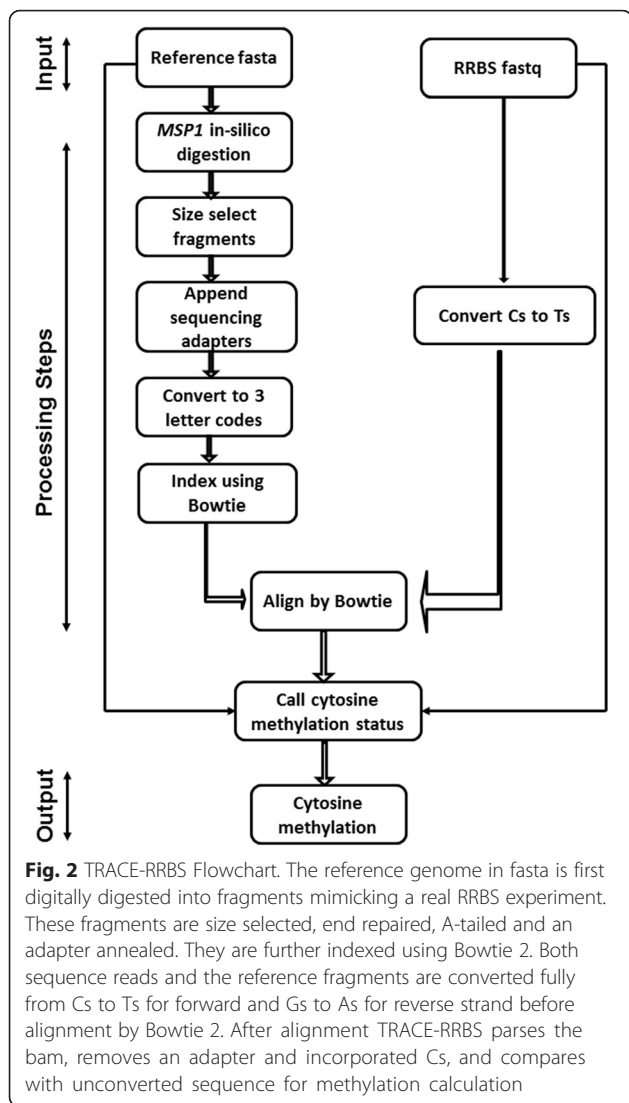 Input
Reference fasta
RRBS fastq
Processing Steps
MSP1 in-silico
digestion
Size select
fragments
Append
sequencing
adapters
Convert to 3
letter codes
Index using
Bowtie
Convert Cs to Ts
Align by Bowtie
Call cytosine
methylation status
Output
Cytosine
methylation
Fig. 2 TRACE-RRBS Flowchart. The reference genome in fasta is first
digitally digested into fragments mimicking a real RRBS experiment.
These fragments are size selected, end repaired, A-tailed and an
adapter annealed. They are further indexed using Bowtie 2. Both
sequence reads and the reference fragments are converted fully
from Cs to Ts for forward and Gs to As for reverse strand before
alignment by Bowtie 2. After alignment TRACE-RRBS parses the
bam, removes an adapter and incorporated Cs, and compares
with unconverted sequence for methylation calculation